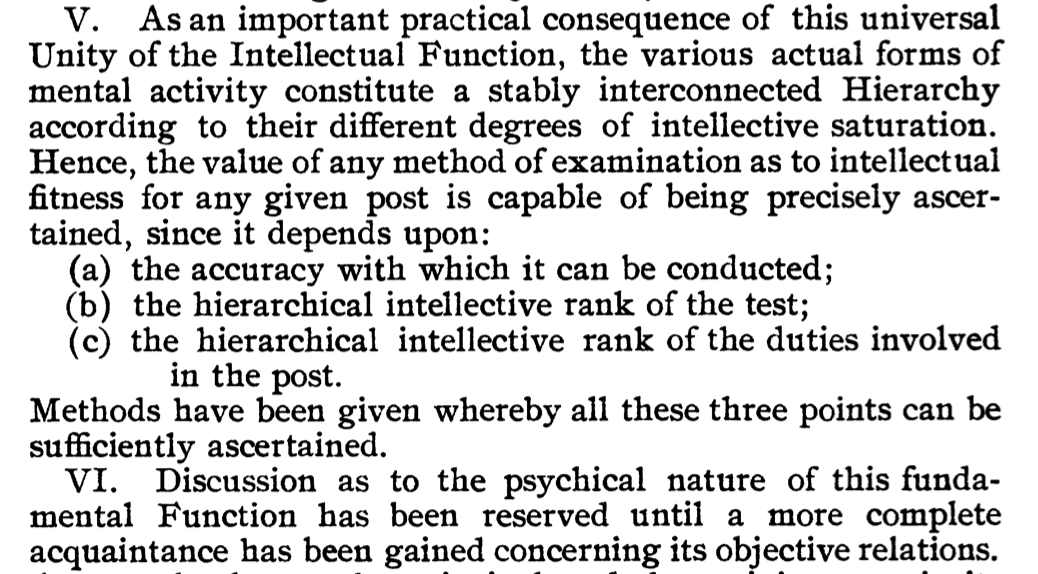 V. As an important practical consequence of this universal
Unity of the Intellectual Function, the various actual forms of
mental activity constitute a stably interconnected Hierarchy
according to their different degrees of intellective saturation.
Hence, the value of any method of examination as to intellectual
fitness for any given post is capable of being precisely ascer-
tained, since it depends upon:
(a) the accuracy with which it can be conducted;
(b) the hierarchical intellective rank of the test;
(c) the hierarchical intellective rank of the duties involved
in the post.
Methods have been given whereby all these three points can be
sufficiently ascertained.
VI. Discussion as to the psychical nature of this funda-
mental Function has been reserved until a more complete
acquaintance has been gained concerning its objective relations.